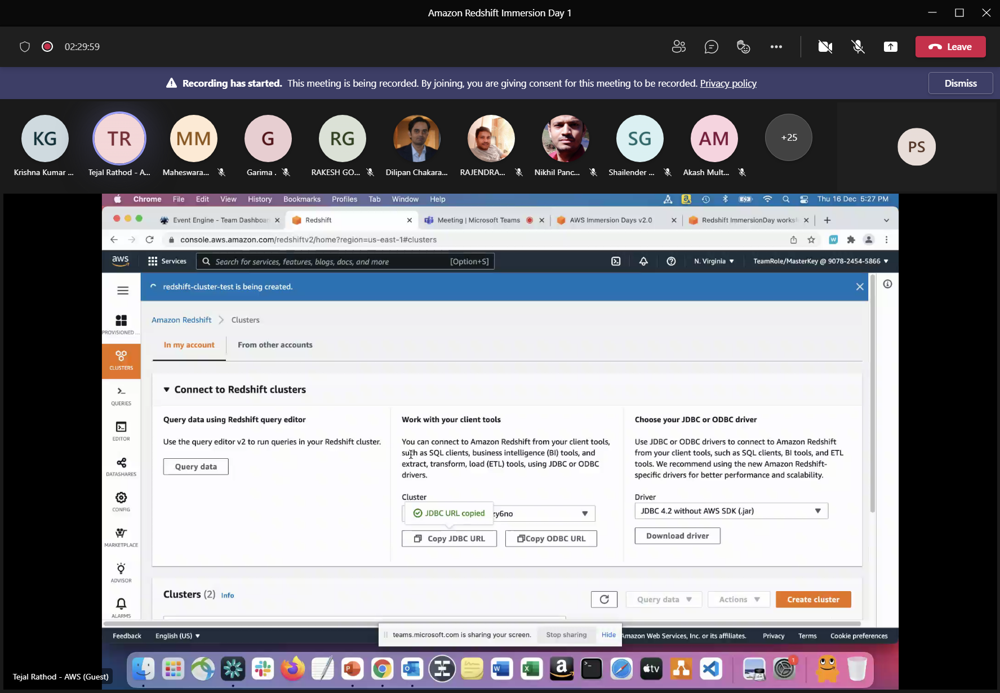 Amazon Redshift Immersion Day 1
02:29:59
Leave
Recording has started. This meeting is being recorded. By joining, you are giving consent for this meeting to be recorded. Privacy policy
Dismiss
KG
TR
MM
G
RG
SG
AM
+25
PS
Krishna Kumar ...
Tejal Rathod - A...
Maheswara...
Garima .
RAKESH GO...
Dilipan Chakara...
RAJENDRA...
Nikhil Panc...
Shailender ...
Akash Mult...
Chrome File Edit View History Bookmarks Profiles Tab Window Help
Thu 16 Dec 5:27 PM
Event Engine - Team Dashboar
Redshift
Meeting | Microsoft Teams
AWS Immersion Days v2.0
Redshift ImmersionDay works
console.aws.amazon.com/redshiftv2/home?region=us-east-1#clusters
aws
Services
Search for services, features, blogs, docs, and more
[Option+S]
N. Virginia
TeamRole/MasterKey @ 9078-2454-5866
redshift-cluster-test is being created.
PROVISIONED ...
CLUSTERS
QUERIES
EDITOR
DATASHARES
CONFIG
MARKETPLACE
ADVISOR
ALARMS
Amazon Redshift
Clusters
In my account
From other accounts
Connect to Redshift clusters
Query data using Redshift query editor
Use the query editor v2 to run queries in your Redshift cluster.
Query data
Work with your client tools
You can connect to Amazon Redshift from your client tools,
such as SQL clients, business intelligence (BI) tools, and
extract, transform, load (ETL) tools, using JDBC or ODBC
drivers.
Cluster
JDBC URL copied
zy6no
Copy JDBC URL
Copy ODBC URL
Choose your JDBC or ODBC driver
Use JDBC or ODBC drivers to connect to Amazon Redshift
from your client tools, such as SQL clients, BI tools, and ETL
tools. We recommend using the new Amazon Redshift-
specific drivers for better performance and scalability.
Driver
JDBC 4.2 without AWS SDK (.jar)
Download driver
Clusters (2) Info
Query data
Actions
Create cluster
Feedback
English (US)
teams.microsoft.com is sharing your screen.
Stop sharing
Hide
Amazon Web Services, Inc. or its affiliates.
Privacy
Terms
Cookie preferences
tv
1
Tejal Rathod - AWS (Guest)